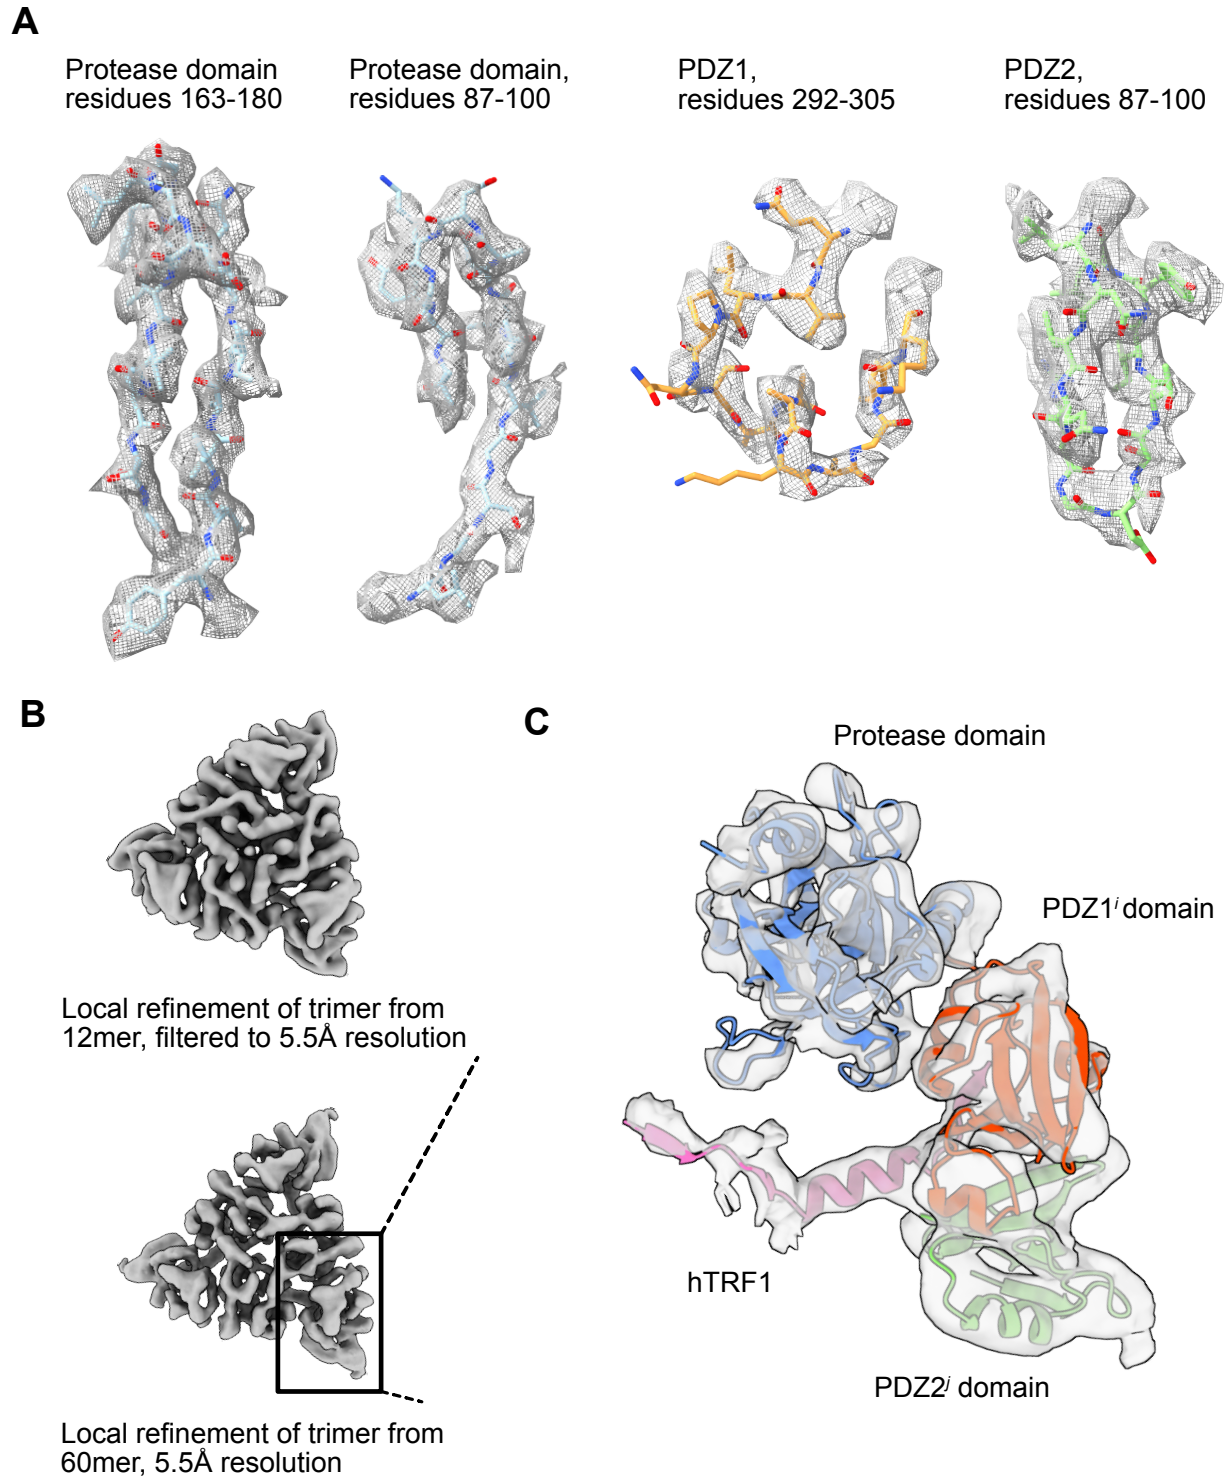 A
Protease domain
residues 163-180
Protease domain,
residues 87-100
PDZ1,
residues 292-305
PDZ2,
residues 87-100
B
Local refinement of trimer from
12mer, filtered to 5.5Å resolution
Local refinement of trimer from
60mer, 5.5Å resolution
C
Protease domain
PDZ1ⁱ domain
hTRF1
PDZ2ʲ domain